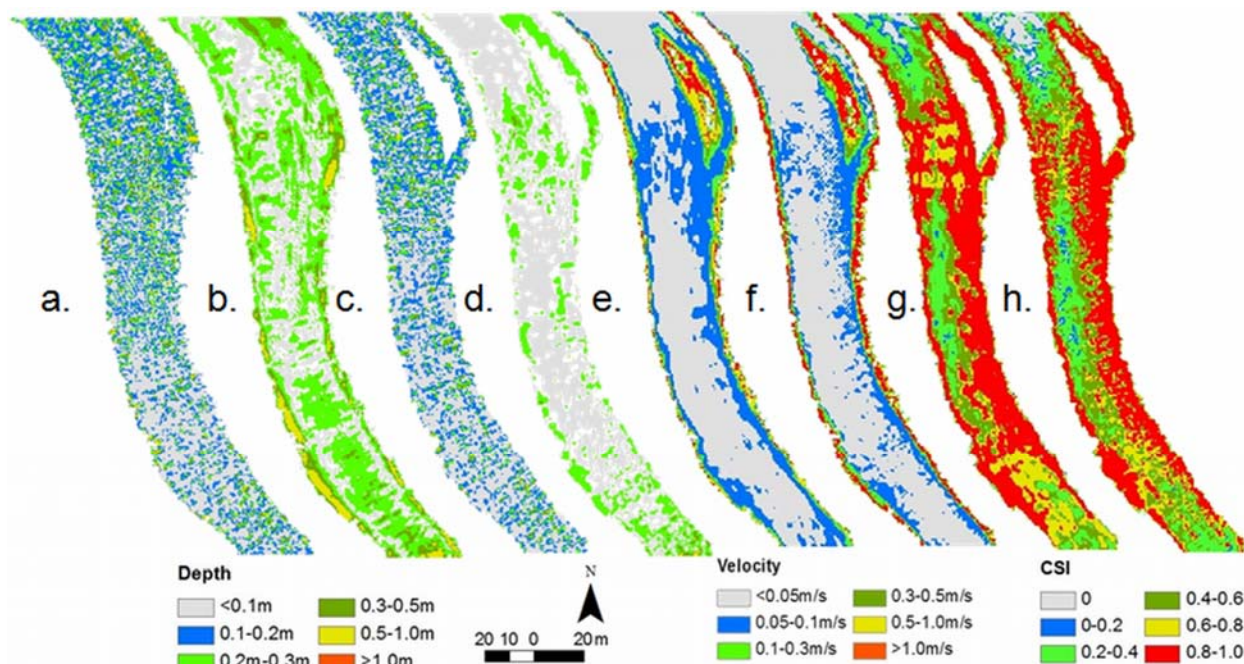 a. b. c. d. e. f. g. h.
Depth
<0.1m 0.3-0.5m
0.1-0.2m 0.5-1.0m
0.2m-0.3m >1.0m
N
20 10 0 20 m
Velocity
<0.05m/s 0.3-0.5m/s
0.05-0.1m/s 0.5-1.0m/s
0.1-0.3m/s >1.0m/s
CSI
0 0.4-0.6
0-0.2 0.6-0.8
0.2-0.4 0.8-1.0